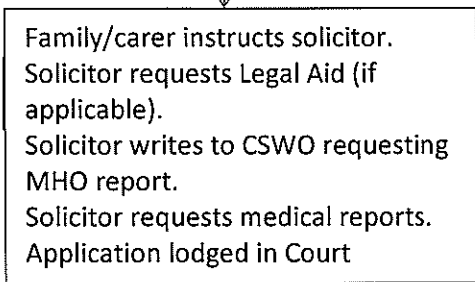 Family/carer instructs solicitor.
Solicitor requests Legal Aid (if
applicable).
Solicitor writes to CSWO requesting
MHO report.
Solicitor requests medical reports.
Application lodged in Court